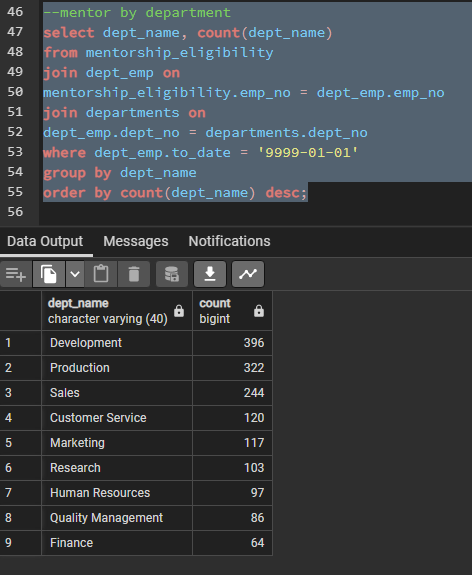 46 --mentor by department
47 select dept_name, count(dept_name)
48 from mentorship_eligibility
49 join dept_emp on
50 mentorship_eligibility.emp_no = dept_emp.emp_no
51 join departments on
52 dept_emp.dept_no = departments.dept_no
53 where dept_emp.to_date = '9999-01-01'
54 group by dept_name
55 order by count(dept_name) desc;
56
Data Output Messages Notifications
dept_name count
character varying (40) bigint
1 Development 396
2 Production 322
3 Sales 244
4 Customer Service 120
5 Marketing 117
6 Research 103
7 Human Resources 97
8 Quality Management 86
9 Finance 64